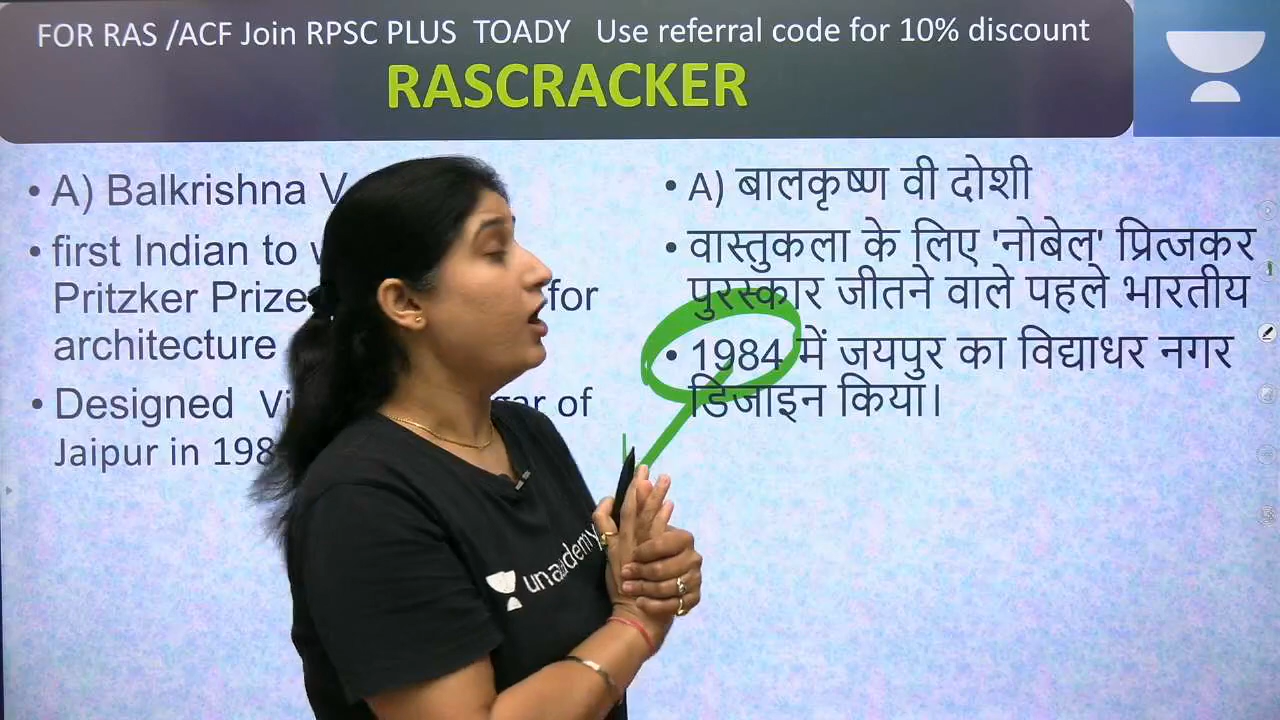 FOR RAS /ACF Join RPSC PLUS TOADY Use referral code for 10% discount
RASCRACKER
• A) Balkrishna V
• first Indian to
Pritzker Prize for
architecture
• Designed of
Jaipur in 198
• A) बालकृष्ण वी दोशी
• वास्तुकला के लिए 'नोबेल' प्रित्जकर
पुरस्कार जीतने वाले पहले भारतीय
• 1984 में जयपुर का विद्याधर नगर
डिजाइन किया।
unacademy